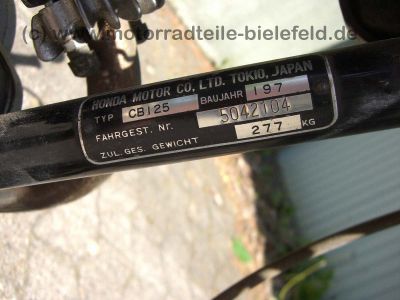 (c) www.motorradteile-bielefeld.de
HONDA MOTOR CO., LTD. TOKIO, JAPAN
TYP CB125 BAUJAHR 197
FAHRGEST. NR. 5042104
ZUL. GES. GEWICHT 277 KG